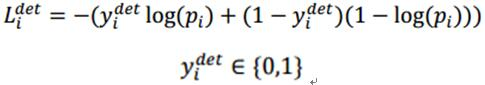 L_i^{det} = −(y_i^{det} log(p_i) + (1 − y_i^{det})(1 − log(p_i)))
y_i^{det} ∈ {0,1}